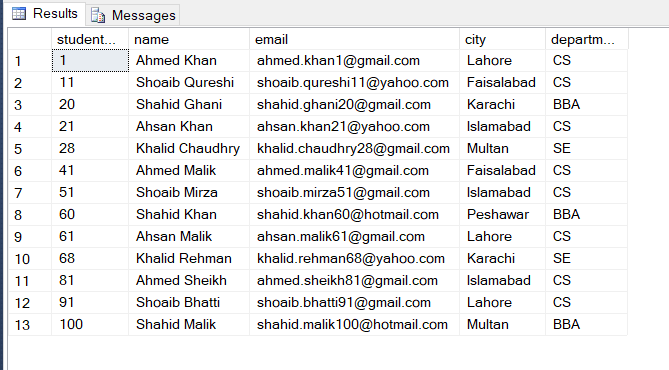 Results Messages
student... name email city departm...
1 1 Ahmed Khan ahmed.khan1@gmail.com Lahore CS
2 11 Shoaib Qureshi shoaib.qureshi11@yahoo.com Faisalabad CS
3 20 Shahid Ghani shahid.ghani20@gmail.com Karachi BBA
4 21 Ahsan Khan ahsan.khan21@yahoo.com Islamabad CS
5 28 Khalid Chaudhry khalid.chaudhry28@gmail.com Multan SE
6 41 Ahmed Malik ahmed.malik41@gmail.com Faisalabad CS
7 51 Shoaib Mirza shoaib.mirza51@gmail.com Islamabad CS
8 60 Shahid Khan shahid.khan60@hotmail.com Peshawar BBA
9 61 Ahsan Malik ahsan.malik61@gmail.com Lahore CS
10 68 Khalid Rehman khalid.rehman68@yahoo.com Karachi SE
11 81 Ahmed Sheikh ahmed.sheikh81@gmail.com Islamabad CS
12 91 Shoaib Bhatti shoaib.bhatti91@gmail.com Lahore CS
13 100 Shahid Malik shahid.malik100@hotmail.com Multan BBA